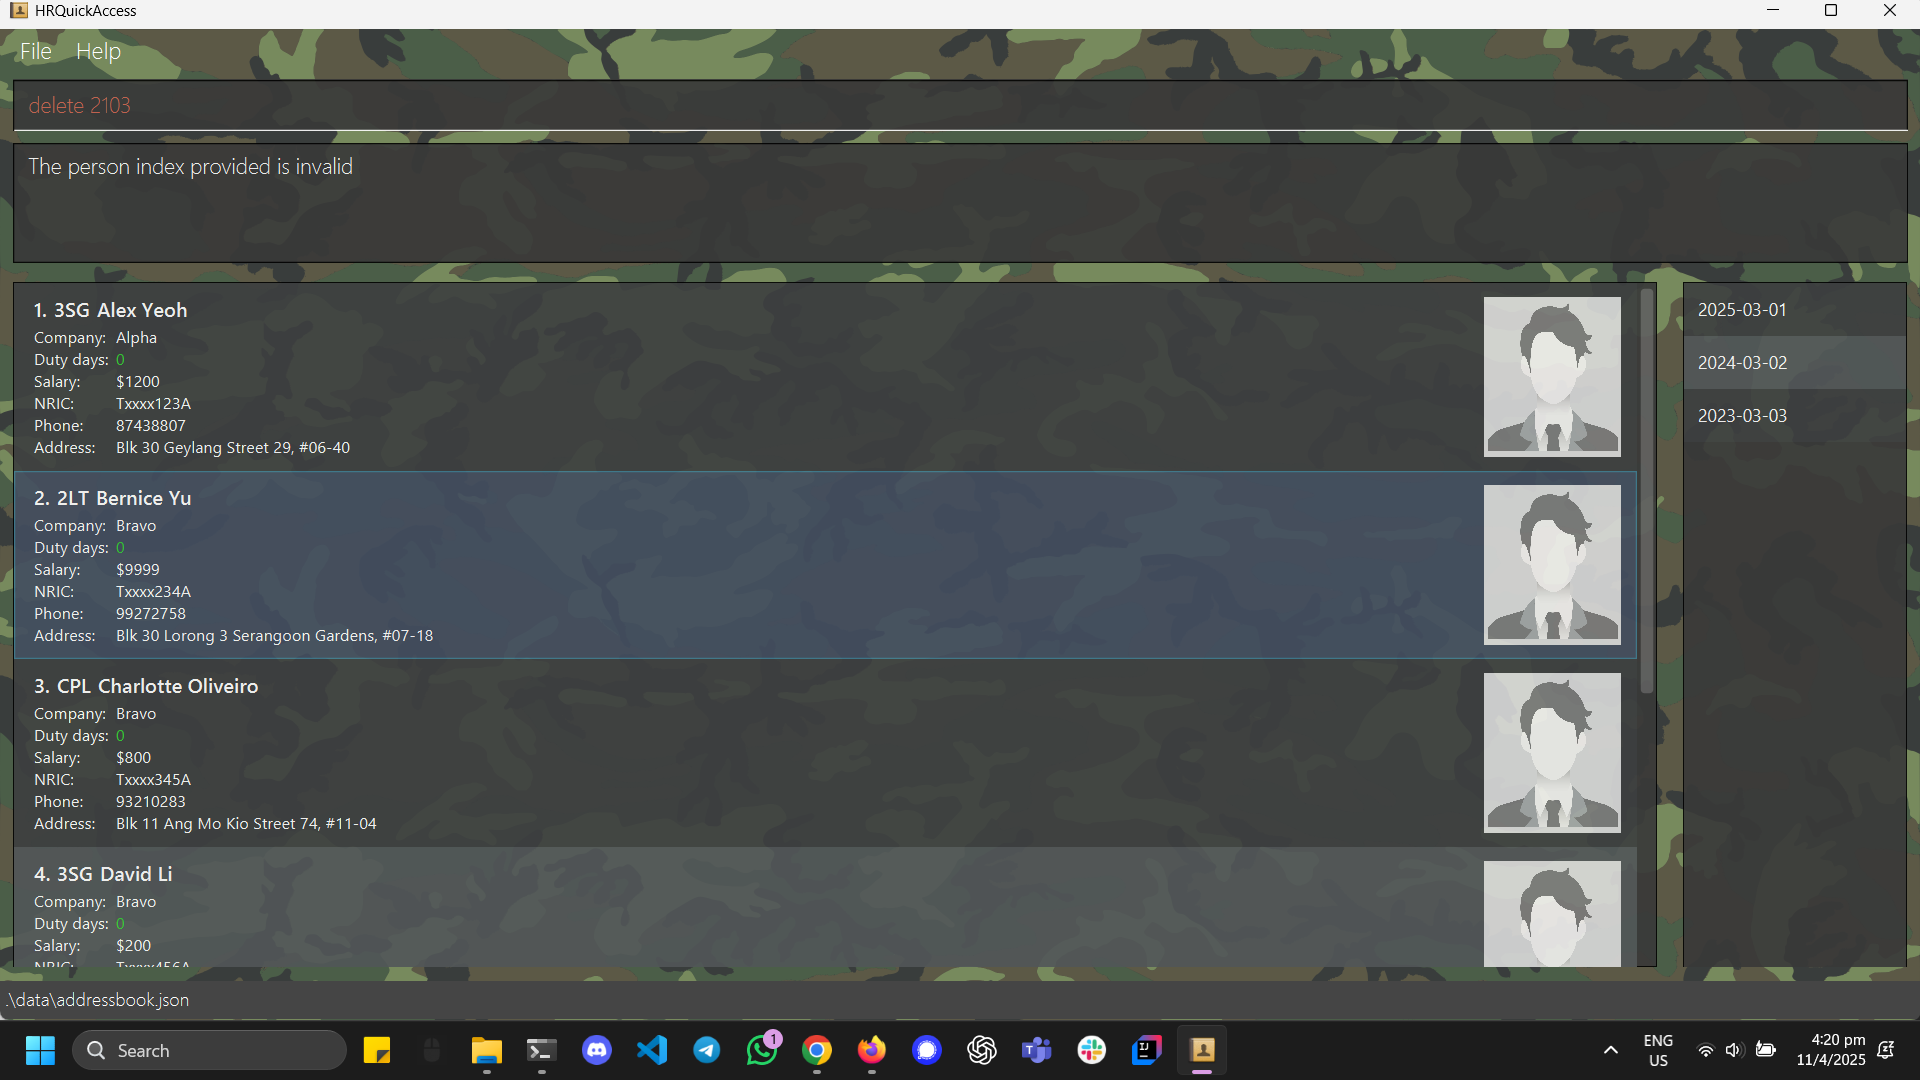 HRQuickAccess
File Help
delete 2103
The person index provided is invalid
1. 3SG Alex Yeoh
Company: Alpha
Duty days: 0
Salary: $1200
NRIC: Txxxx123A
Phone: 87438807
Address: Blk 30 Geylang Street 29, #06-40
2. 2LT Bernice Yu
Company: Bravo
Duty days: 0
Salary: $9999
NRIC: Txxxx234A
Phone: 99272758
Address: Blk 30 Lorong 3 Serangoon Gardens, #07-18
3. CPL Charlotte Oliveiro
Company: Bravo
Duty days: 0
Salary: $800
NRIC: Txxxx345A
Phone: 93210283
Address: Blk 11 Ang Mo Kio Street 74, #11-04
4. 3SG David Li
Company: Bravo
Duty days: 0
Salary: $200
NRIC: Txxxx456A
2025-03-01
2024-03-02
2023-03-03
.\data\addressbook.json
Search
1
ENG
US
4:20 pm
11/4/2025